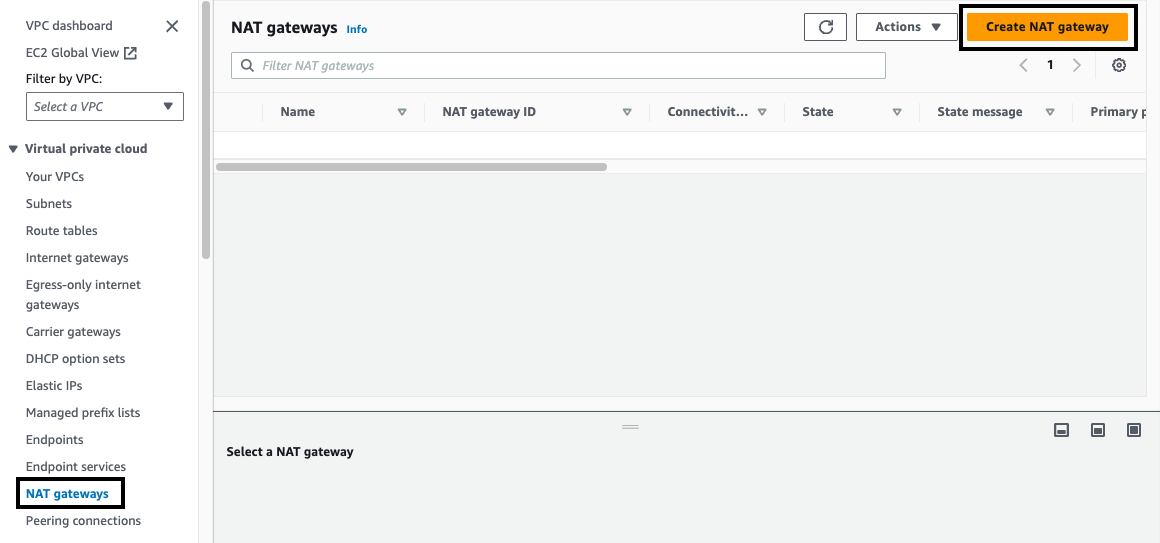 VPC dashboard
EC2 Global View
Filter by VPC:
Select a VPC
Virtual private cloud
Your VPCs
Subnets
Route tables
Internet gateways
Egress-only internet
gateways
Carrier gateways
DHCP option sets
Elastic IPs
Managed prefix lists
Endpoints
Endpoint services
NAT gateways
Peering connections
NAT gateways Info
Actions
Create NAT gateway
Filter NAT gateways
1
Name NAT gateway ID Connectivit... State State message Primary p
Select a NAT gateway